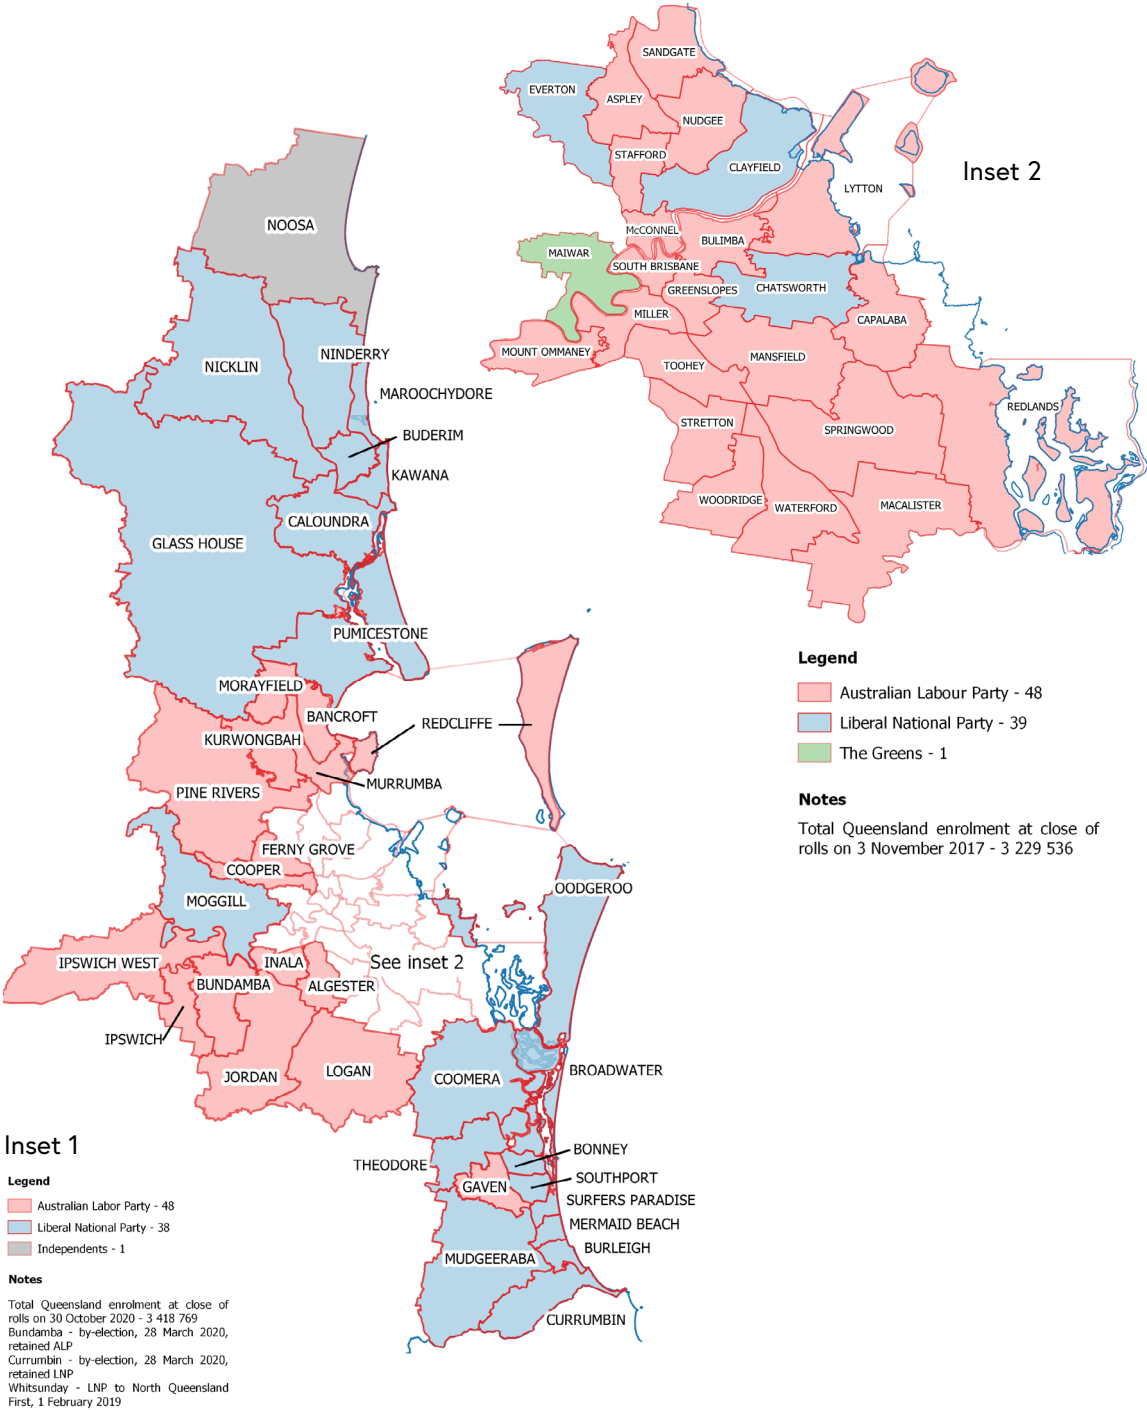 SANDGATE
EVERTON
ASPLEY
NUDGEE
STAFFORD
CLAYFIELD
Inset 2
LYTTON
McCONNEL
BULIMBA
MAIWAR
SOUTH BRISBANE
GREENSLOPES
CHATSWORTH
MILLER
CAPALABA
MOUNT OMMANEY
MANSFIELD
TOOHEY
REDLANDS
STRETTON
SPRINGWOOD
WOODRIDGE
WATERFORD
MACALISTER
Legend
Australian Labour Party - 48
Liberal National Party - 39
The Greens - 1
Notes
Total Queensland enrolment at close of
rolls on 3 November 2017 - 3 229 536
NOOSA
NINDERRY
NICKLIN
MAROOCHYDORE
BUDERIM
KAWANA
CALOUNDRA
GLASS HOUSE
PUMICESTONE
MORAYFIELD
BANCROFT
REDCLIFFE
KURWONGBAH
MURRUMBA
PINE RIVERS
FERNY GROVE
COOPER
OODGEROO
MOGGILL
IPSWICH WEST
INALA
See inset 2
BUNDAMBA
ALGESTER
IPSWICH
JORDAN
LOGAN
COOMERA
BROADWATER
THEODORE
BONNEY
GAVEN
SOUTHPORT
SURFERS PARADISE
MERMAID BEACH
BURLEIGH
MUDGEERABA
CURRUMBIN
Inset 1
Legend
Australian Labor Party - 48
Liberal National Party - 38
Independents - 1
Notes
Total Queensland enrolment at close of
rolls on 30 October 2020 - 3 418 769
Bundamba - by-election, 28 March 2020,
retained ALP
Currumbin - by-election, 28 March 2020,
retained LNP
Whitsunday - LNP to North Queensland
First, 1 February 2019